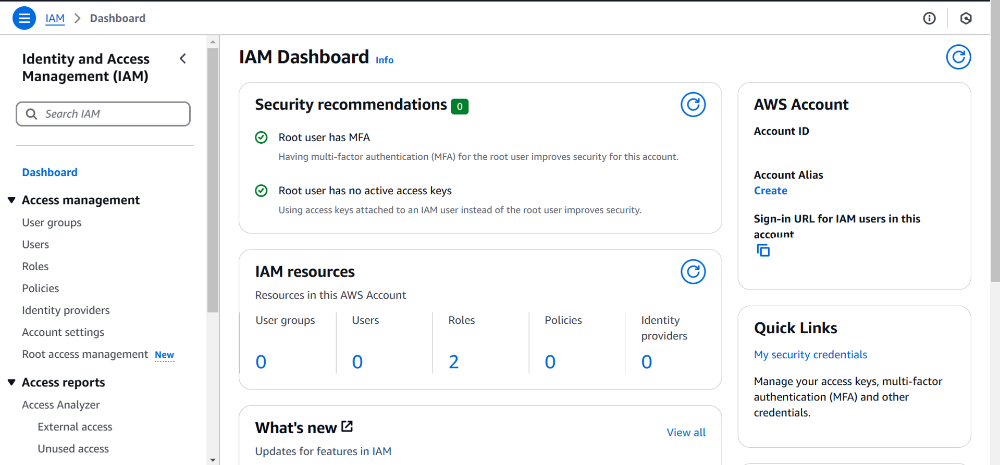 IAM
Dashboard
Identity and Access
Management (IAM)
Search IAM
Dashboard
Access management
User groups
Users
Roles
Policies
Identity providers
Account settings
Root access management New
Access reports
Access Analyzer
External access
Unused access
IAM Dashboard Info
Security recommendations 0
Root user has MFA
Having multi-factor authentication (MFA) for the root user improves security for this account.
Root user has no active access keys
Using access keys attached to an IAM user instead of the root user improves security.
IAM resources
Resources in this AWS Account
User groups
0
Users
0
Roles
2
Policies
0
Identity
providers
0
What's new
View all
Updates for features in IAM
AWS Account
Account ID
Account Alias
Create
Sign-in URL for IAM users in this
account
Quick Links
My security credentials
Manage your access keys, multi-factor
authentication (MFA) and other
credentials.